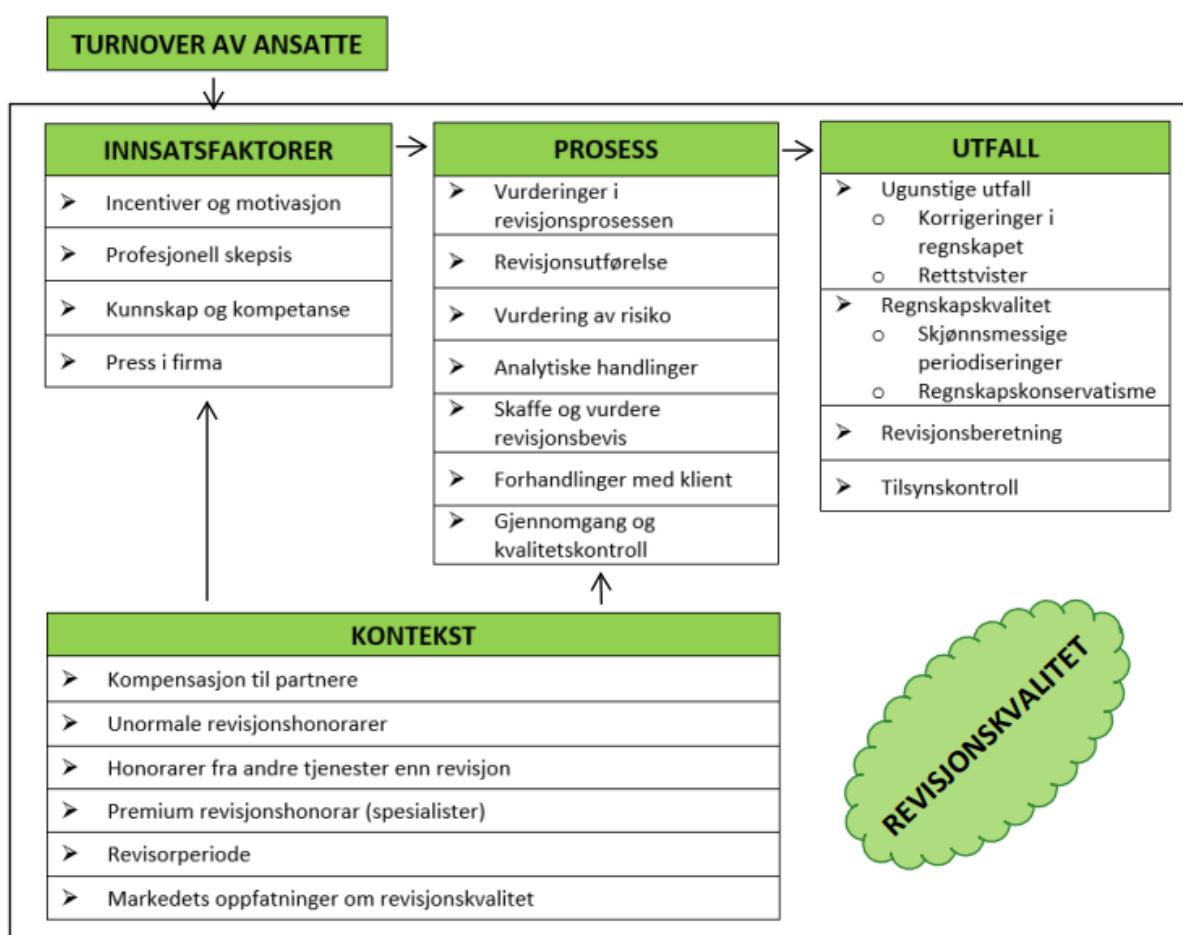 TURNOVER AV ANSATTE
INNSATSFAKTORER
➢ Incentiver og motivasjon
➢ Profesjonell skepsis
➢ Kunnskap og kompetanse
➢ Press i firma
PROSESS
➢ Vurderinger i
revisjonsprosessen
➢ Revisjonsutførelse
➢ Vurdering av risiko
➢ Analytiske handlinger
➢ Skaffe og vurdere
revisjonsbevis
➢ Forhandlinger med klient
➢ Gjennomgang og
kvalitetskontroll
UTFALL
➢ Ugunstige utfall
o Korrigeringer i
regnskapet
o Rettstvister
➢ Regnskapskvalitet
o Skjønnsmessige
periodiseringer
o Regnskapskonservatisme
➢ Revisjonsberetning
➢ Tilsynskontroll
KONTEKST
➢ Kompensasjon til partnere
➢ Unormale revisjonshonorarer
➢ Honorarer fra andre tjenester enn revisjon
➢ Premium revisjonshonorar (spesialister)
➢ Revisorperiode
➢ Markedets oppfatninger om revisjonskvalitet
REVISJONSKVALITET